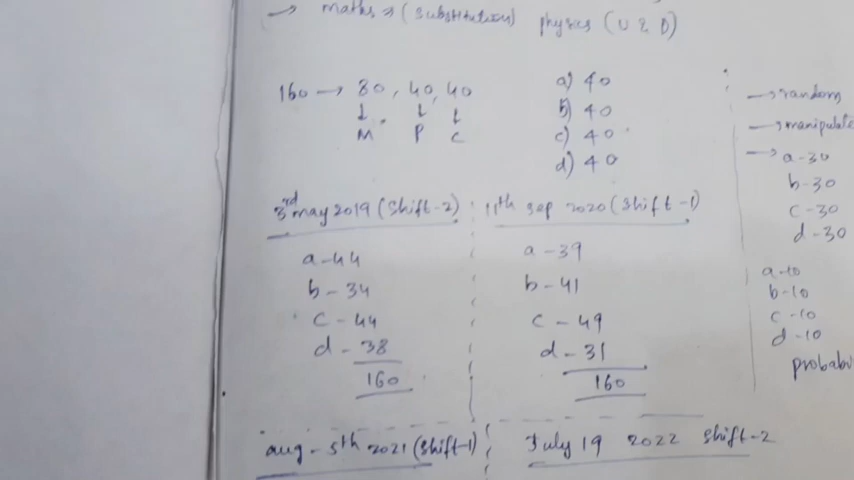 → maths → (substitution) physics (U & D)
160 → 80, 40, 40
↓ ↓ ↓
M P C
a) 40
b) 40
c) 40
d) 40
→ random
→ manipulate
→ a-30
b-30
c-30
d-30
a-10
b-10
c-10
d-10
probabi
3rd may 2019 (Shift-2)
a-44
b-34
c-44
d-38
160
11th sep 2020 (Shift-1)
a-39
b-41
c-49
d-31
160
aug-5th 2021 (Shift-1)
July 19 2022 Shift-2